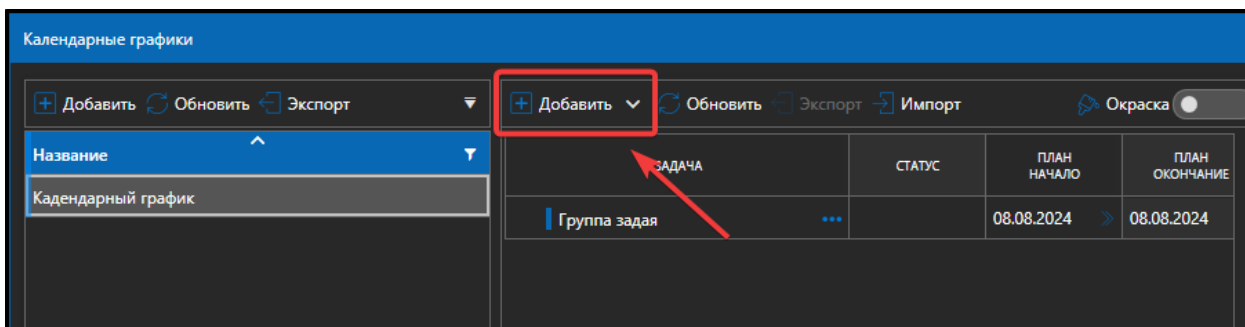 Календарные графики
Добавить Обновить Экспорт
Добавить Обновить Экспорт Импорт Окраска
Название
ЗАДАЧА СТАТУС ПЛАН НАЧАЛО ПЛАН ОКОНЧАНИЕ
Кадендарный график
Группа задая 08.08.2024 08.08.2024